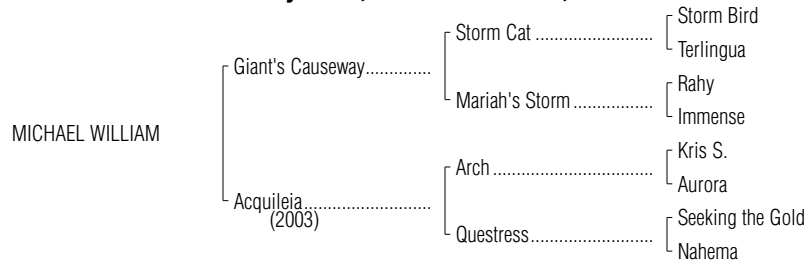 Storm Bird
Storm Cat ........................
Terlingua
Giant's Causeway.............
Rahy
Mariah's Storm ................
Immense
MICHAEL WILLIAM
Kris S.
Arch ................................
Aurora
Acquileia.........................
(2003)
Seeking the Gold
Questress.........................
Nahema